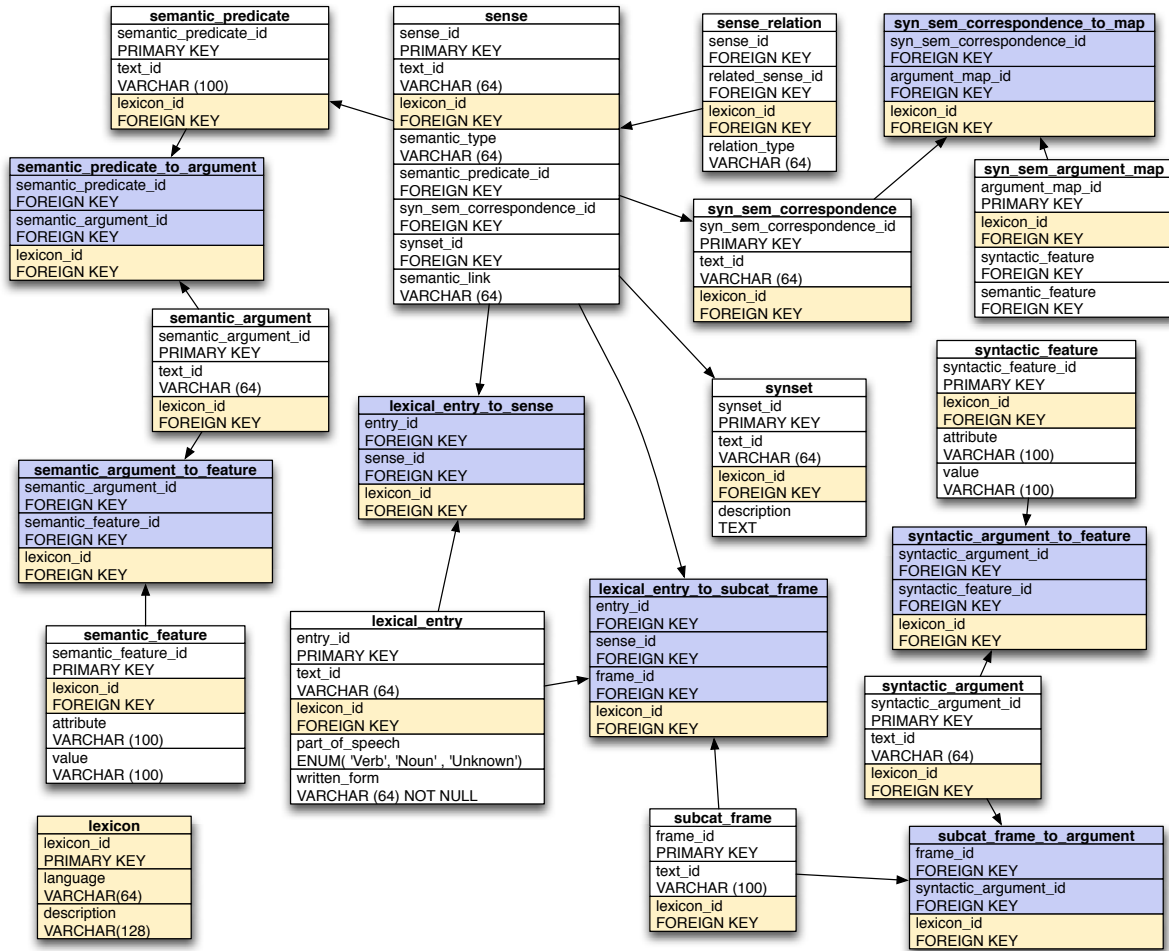 semantic_predicate
semantic_predicate_id
PRIMARY KEY
text_id
VARCHAR (100)
lexicon_id
FOREIGN KEY
sense
sense_id
PRIMARY KEY
text_id
VARCHAR (64)
lexicon_id
FOREIGN KEY
semantic_type
VARCHAR (64)
semantic_predicate_id
FOREIGN KEY
syn_sem_correspondence_id
FOREIGN KEY
synset_id
FOREIGN KEY
semantic_link
VARCHAR (64)
sense_relation
sense_id
FOREIGN KEY
related_sense_id
FOREIGN KEY
lexicon_id
FOREIGN KEY
relation_type
VARCHAR (64)
syn_sem_correspondence_to_map
syn_sem_correspondence_id
FOREIGN KEY
argument_map_id
FOREIGN KEY
lexicon_id
FOREIGN KEY
semantic_predicate_to_argument
semantic_predicate_id
FOREIGN KEY
semantic_argument_id
FOREIGN KEY
lexicon_id
FOREIGN KEY
syn_sem_correspondence
syn_sem_correspondence_id
PRIMARY KEY
text_id
VARCHAR (64)
lexicon_id
FOREIGN KEY
syn_sem_argument_map
argument_map_id
PRIMARY KEY
lexicon_id
FOREIGN KEY
syntactic_feature
FOREIGN KEY
semantic_feature
FOREIGN KEY
semantic_argument
semantic_argument_id
PRIMARY KEY
text_id
VARCHAR (64)
lexicon_id
FOREIGN KEY
syntactic_feature
syntactic_feature_id
PRIMARY KEY
lexicon_id
FOREIGN KEY
attribute
VARCHAR (100)
value
VARCHAR (100)
lexical_entry_to_sense
entry_id
FOREIGN KEY
sense_id
FOREIGN KEY
lexicon_id
FOREIGN KEY
synset
synset_id
PRIMARY KEY
text_id
VARCHAR (64)
lexicon_id
FOREIGN KEY
description
TEXT
semantic_argument_to_feature
semantic_argument_id
FOREIGN KEY
semantic_feature_id
FOREIGN KEY
lexicon_id
FOREIGN KEY
syntactic_argument_to_feature
syntactic_argument_id
FOREIGN KEY
syntactic_feature_id
FOREIGN KEY
lexicon_id
FOREIGN KEY
lexical_entry_to_subcat_frame
entry_id
FOREIGN KEY
sense_id
FOREIGN KEY
frame_id
FOREIGN KEY
lexicon_id
FOREIGN KEY
semantic_feature
semantic_feature_id
PRIMARY KEY
lexicon_id
FOREIGN KEY
attribute
VARCHAR (100)
value
VARCHAR (100)
lexical_entry
entry_id
PRIMARY KEY
text_id
VARCHAR (64)
lexicon_id
FOREIGN KEY
part_of_speech
ENUM( 'Verb', 'Noun' , 'Unknown')
written_form
VARCHAR (64) NOT NULL
syntactic_argument
syntactic_argument_id
PRIMARY KEY
text_id
VARCHAR (64)
lexicon_id
FOREIGN KEY
lexicon
lexicon_id
PRIMARY KEY
language
VARCHAR(64)
description
VARCHAR(128)
subcat_frame
frame_id
PRIMARY KEY
text_id
VARCHAR (100)
lexicon_id
FOREIGN KEY
subcat_frame_to_argument
frame_id
FOREIGN KEY
syntactic_argument_id
FOREIGN KEY
lexicon_id
FOREIGN KEY